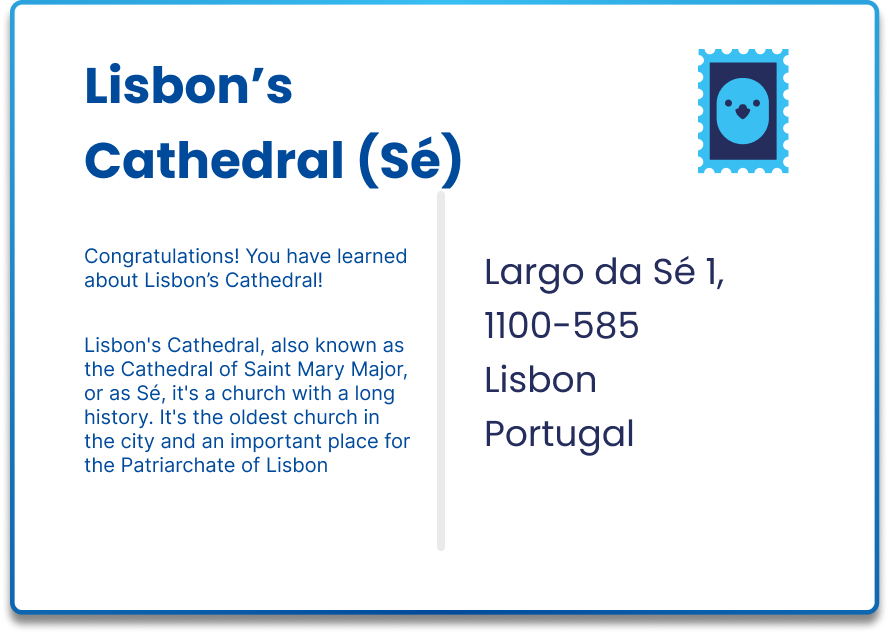 Lisbon’s
Cathedral (Sé)
Congratulations! You have learned
about Lisbon’s Cathedral!
Lisbon's Cathedral, also known as
the Cathedral of Saint Mary Major,
or as Sé, it's a church with a long
history. It's the oldest church in
the city and an important place for
the Patriarchate of Lisbon
Largo da Sé 1,
1100-585
Lisbon
Portugal